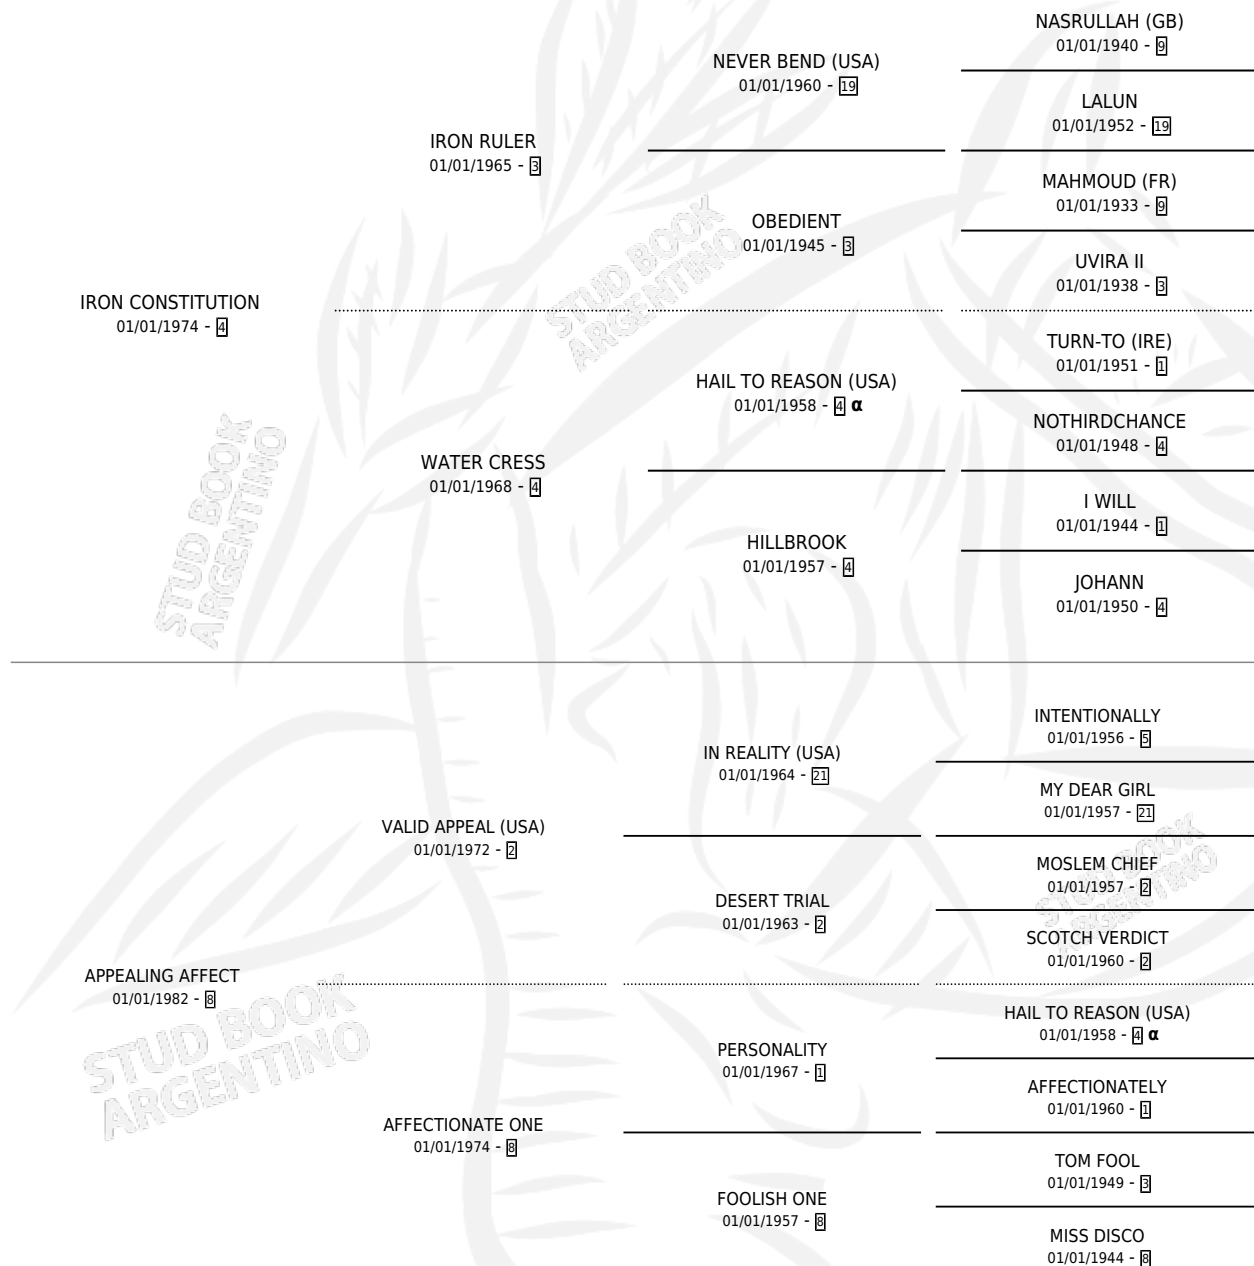 NASRULLAH (GB)
01/01/1940 - 9
NEVER BEND (USA)
01/01/1960 - 19
LALUN
01/01/1952 - 19
IRON RULER
01/01/1965 - 3
MAHMOUD (FR)
01/01/1933 - 9
OBEDIENT
01/01/1945 - 3
UVIRA II
01/01/1938 - 3
IRON CONSTITUTION
01/01/1974 - 4
TURN-TO (IRE)
01/01/1951 - 1
HAIL TO REASON (USA)
01/01/1958 - 4 α
NOTHIRDCHANCE
01/01/1948 - 4
WATER CRESS
01/01/1968 - 4
I WILL
01/01/1944 - 1
HILLBROOK
01/01/1957 - 4
JOHANN
01/01/1950 - 4
INTENTIONALLY
01/01/1956 - 5
IN REALITY (USA)
01/01/1964 - 21
MY DEAR GIRL
01/01/1957 - 21
VALID APPEAL (USA)
01/01/1972 - 2
MOSLEM CHIEF
01/01/1957 - 2
DESERT TRIAL
01/01/1963 - 2
SCOTCH VERDICT
01/01/1960 - 2
APPEALING AFFECT
01/01/1982 - 8
HAIL TO REASON (USA)
01/01/1958 - 4 α
PERSONALITY
01/01/1967 - 1
AFFECTIONATELY
01/01/1960 - 1
AFFECTIONATE ONE
01/01/1974 - 8
TOM FOOL
01/01/1949 - 3
FOOLISH ONE
01/01/1957 - 8
MISS DISCO
01/01/1944 - 8
STUD BOOK
ARGENTINO
STUD BOOK
ARGENTINO
STUD BOOK
ARGENTINO
STUD BOOK
ARGENTINO